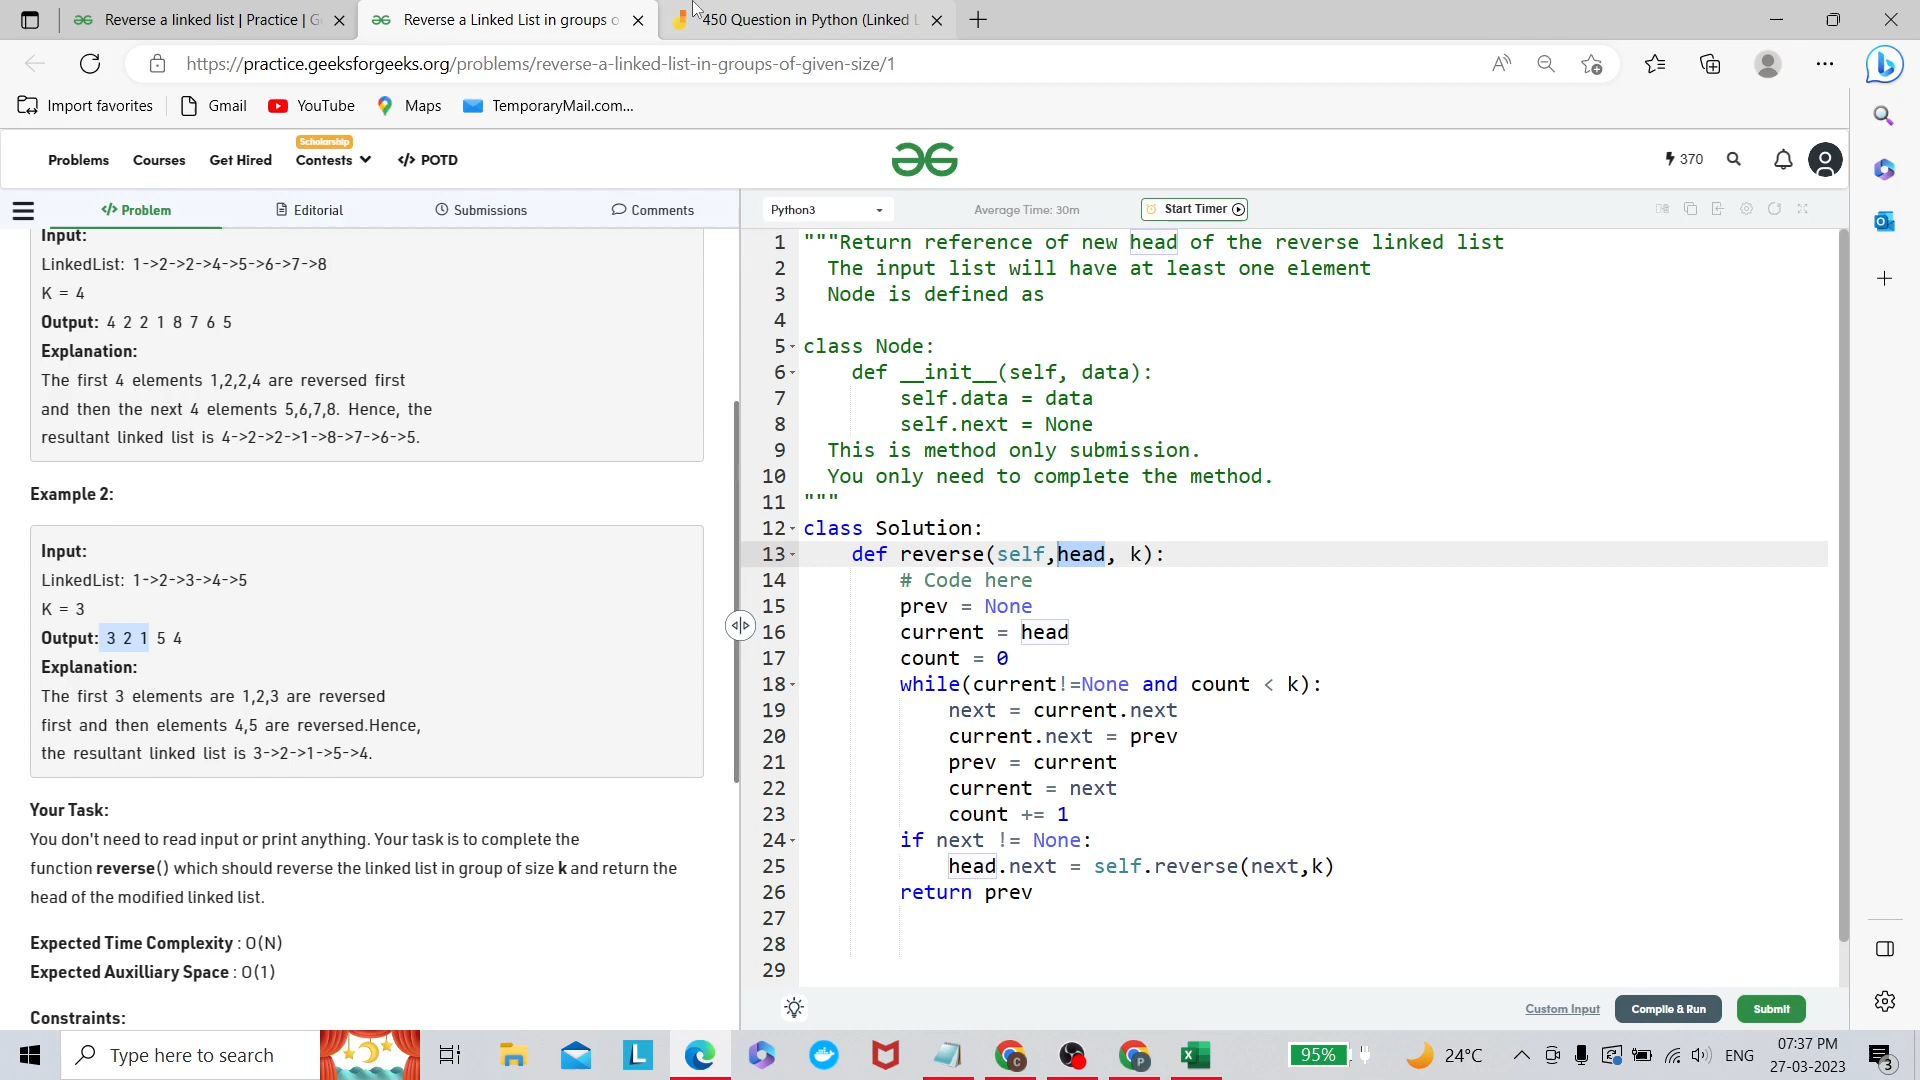 Reverse a linked list | Practice | G
Reverse a Linked List in groups o
450 Question in Python (Linked L
https://practice.geeksforgeeks.org/problems/reverse-a-linked-list-in-groups-of-given-size/1
Import favorites
Gmail
YouTube
Maps
TemporaryMail.com...
Problems
Courses
Get Hired
Scholarship
Contests
</> POTD
370
</> Problem
Editorial
Submissions
Comments
Python3
Average Time: 30m
Start Timer
Input:
LinkedList: 1->2->2->4->5->6->7->8
K = 4
Output: 4 2 2 1 8 7 6 5
Explanation:
The first 4 elements 1,2,2,4 are reversed first
and then the next 4 elements 5,6,7,8. Hence, the
resultant linked list is 4->2->2->1->8->7->6->5.
Example 2:
Input:
LinkedList: 1->2->3->4->5
K = 3
Output: 3 2 1 5 4
Explanation:
The first 3 elements are 1,2,3 are reversed
first and then elements 4,5 are reversed.Hence,
the resultant linked list is 3->2->1->5->4.
Your Task:
You don't need to read input or print anything. Your task is to complete the
function reverse() which should reverse the linked list in group of size k and return the
head of the modified linked list.
Expected Time Complexity : O(N)
Expected Auxilliary Space : O(1)
Constraints:
1 """Return reference of new head of the reverse linked list
2 The input list will have at least one element
3 Node is defined as
4
5 class Node:
6 def __init__(self, data):
7 self.data = data
8 self.next = None
9 This is method only submission.
10 You only need to complete the method.
11 """
12 class Solution:
13 def reverse(self,head, k):
14 # Code here
15 prev = None
16 current = head
17 count = 0
18 while(current!=None and count < k):
19 next = current.next
20 current.next = prev
21 prev = current
22 current = next
23 count += 1
24 if next != None:
25 head.next = self.reverse(next,k)
26 return prev
27
28
29
Custom Input
Compile & Run
Submit
Type here to search
95%
24°C
ENG
07:37 PM
27-03-2023
3